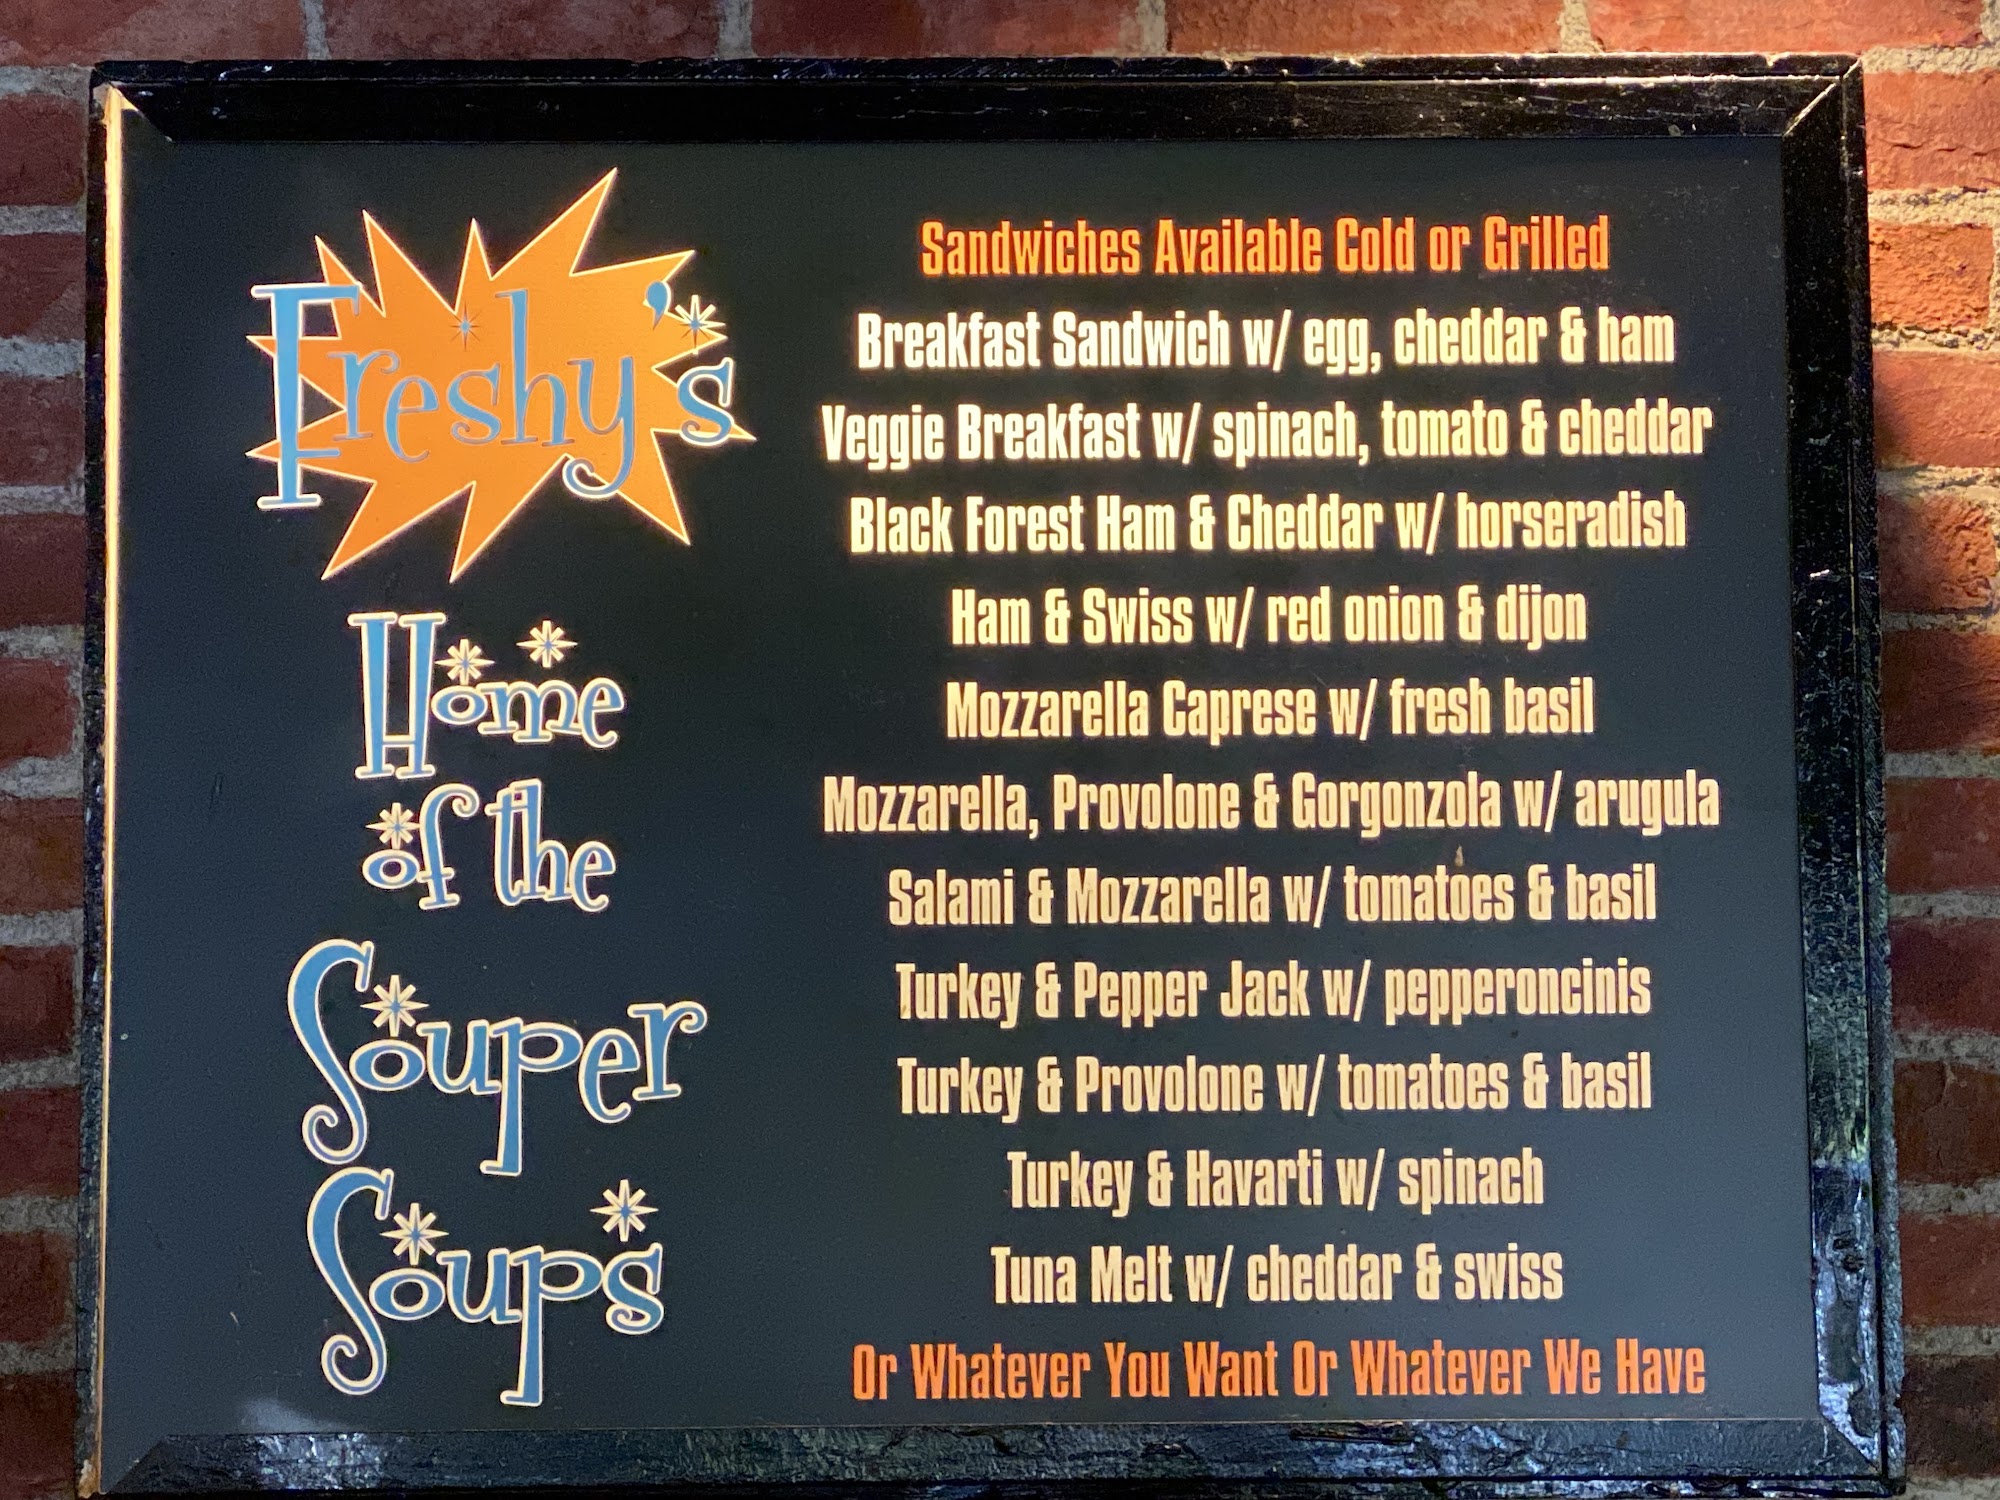 Freshy's
Home
of the
Souper
Soups
Sandwiches Available Cold or Grilled
Breakfast Sandwich w/ egg, cheddar & ham
Veggie Breakfast w/ spinach, tomato & cheddar
Black Forest Ham & Cheddar w/ horseradish
Ham & Swiss w/ red onion & dijon
Mozzarella Caprese w/ fresh basil
Mozzarella, Provolone & Gorgonzola w/ arugula
Salami & Mozzarella w/ tomatoes & basil
Turkey & Pepper Jack w/ pepperoncinis
Turkey & Provolone w/ tomatoes & basil
Turkey & Havarti w/ spinach
Tuna Melt w/ cheddar & swiss
Or Whatever You Want Or Whatever We Have